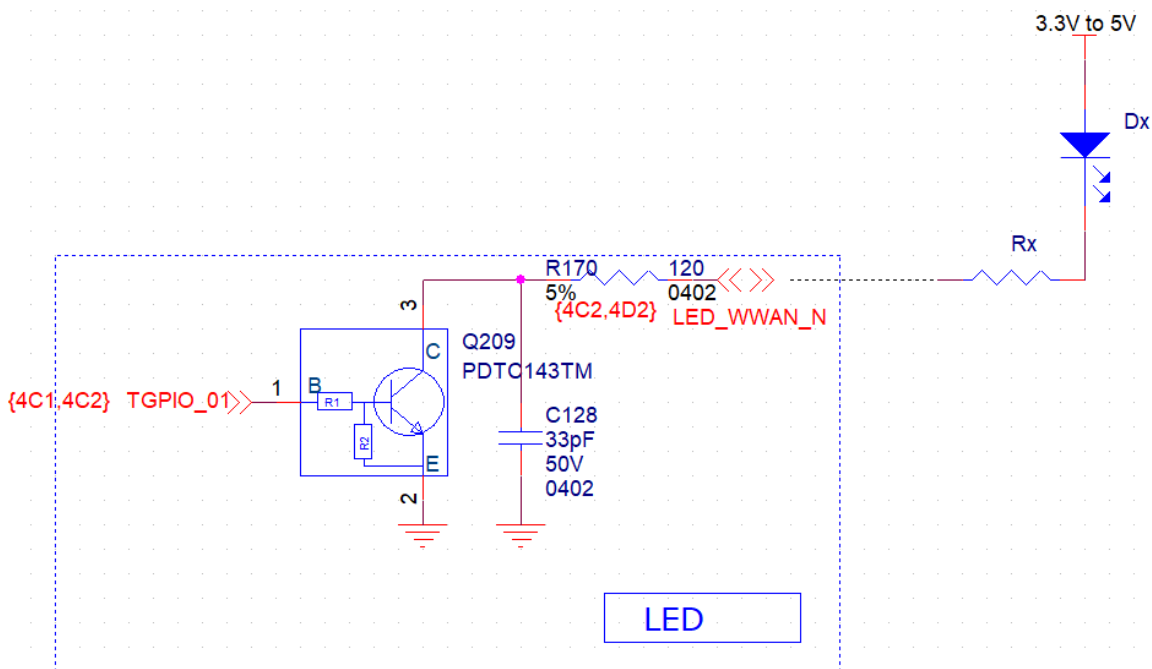 3.3V to 5V
Dx
Rx
R170
120
5%
0402
{4C2,4D2}
LED_WWAN_N
3
Q209
C
PDTC143TM
{4C1,4C2}
TGPIO_01
1
B
R1
R2
C128
33pF
E
50V
2
0402
LED